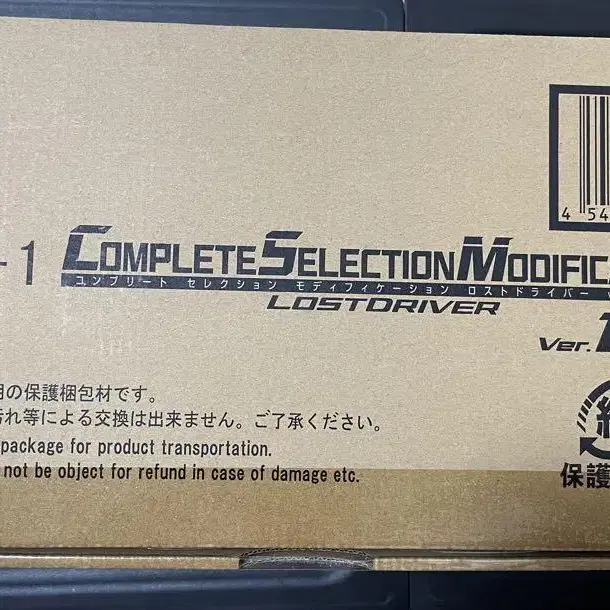 -1 COMPLETE SELECTION MODIFIC
コンプリート セレクション モディフィケーション ロストドライバー
LOSTDRIVER
Ver.1
用の保護梱包材です。
汚れ等による交換は出来ません。ご了承ください。
package for product transportation.
not be object for refund in case of damage etc.
4 54
保護